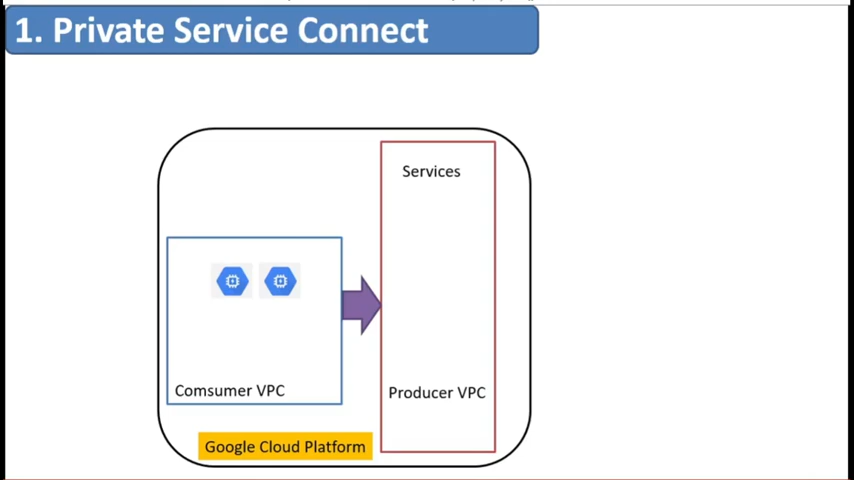 1. Private Service Connect
Services
Comsumer VPC
Producer VPC
Google Cloud Platform